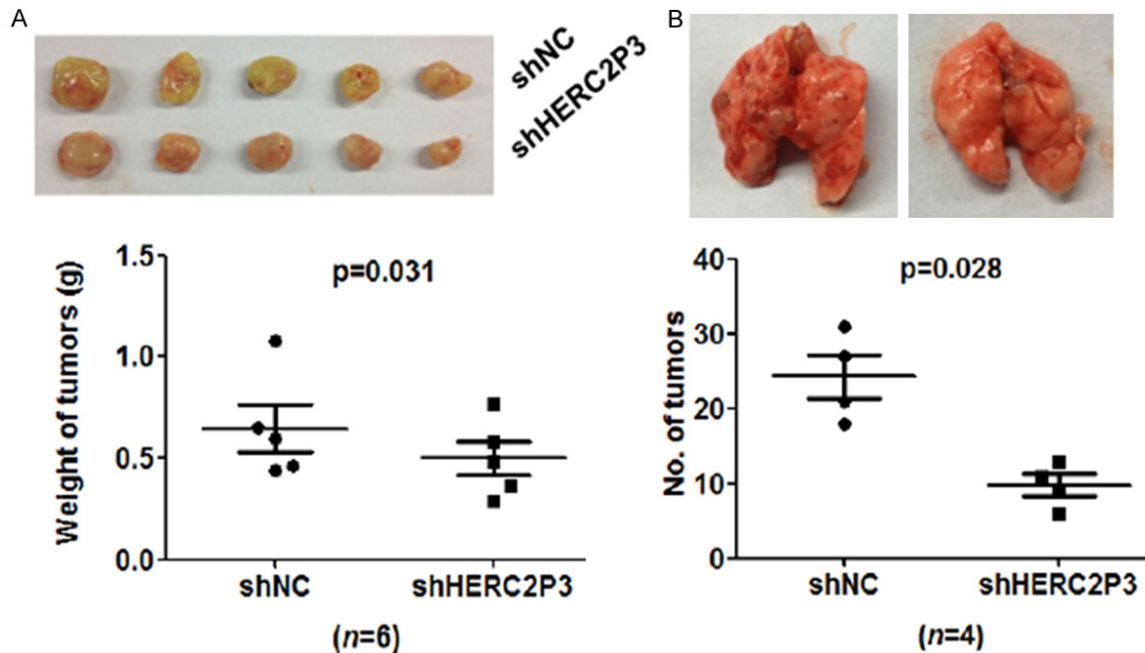 A
shNC
shHERC2P3
B
Weight of tumors (g)
1.5
1.0
0.5
0.0
p=0.031
shNC
shHERC2P3
(n=6)
No. of tumors
40
30
20
10
0
p=0.028
shNC
shHERC2P3
(n=4)